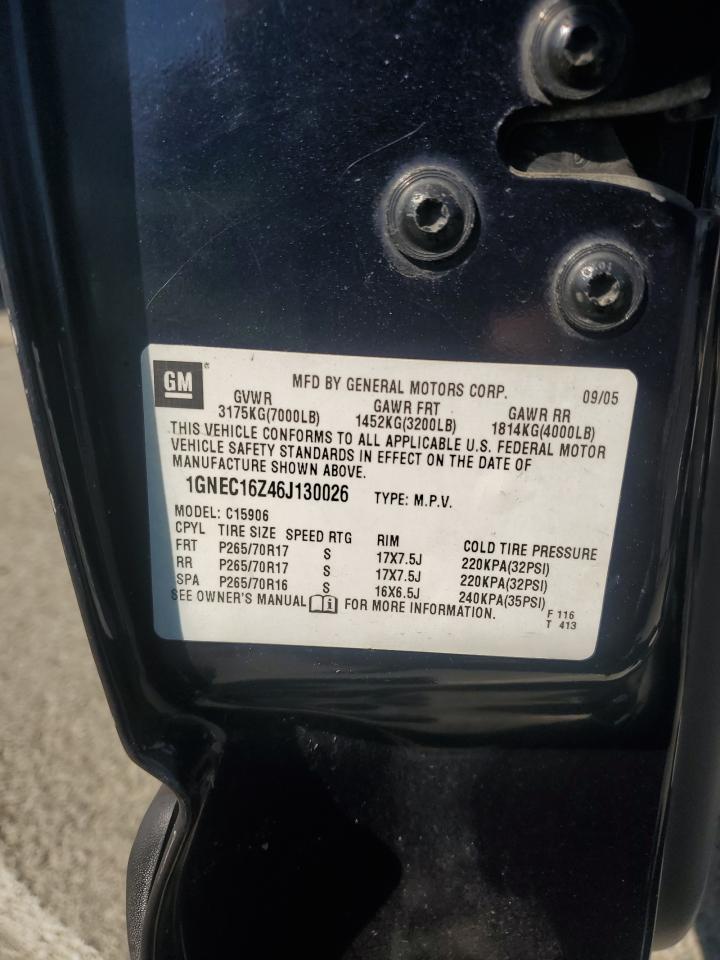 GM
MFD BY GENERAL MOTORS CORP. 09/05
GVWR GAWR FRT GAWR RR
3175KG(7000LB) 1452KG(3200LB) 1814KG(4000LB)
THIS VEHICLE CONFORMS TO ALL APPLICABLE U.S. FEDERAL MOTOR
VEHICLE SAFETY STANDARDS IN EFFECT ON THE DATE OF
MANUFACTURE SHOWN ABOVE.
1GNEC16Z46J130026 TYPE: M.P.V.
MODEL: C15906
CPYL TIRE SIZE SPEED RTG RIM COLD TIRE PRESSURE
FRT P265/70R17 S 17X7.5J 220KPA(32PSI)
RR P265/70R17 S 17X7.5J 220KPA(32PSI)
SPA P265/70R16 S 16X6.5J 240KPA(35PSI)
SEE OWNER'S MANUAL FOR MORE INFORMATION.
F 116
T 413